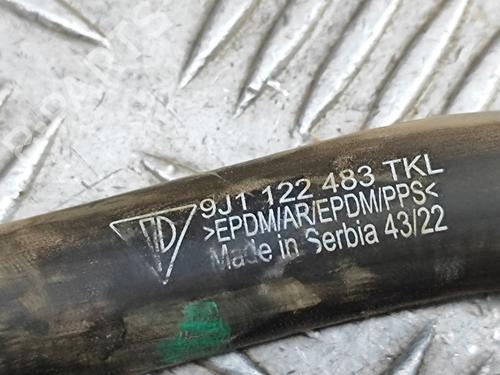 9J1 122 483 TKL
>EPDM/AR/EPDM/PPS<
Made in Serbia 43/22